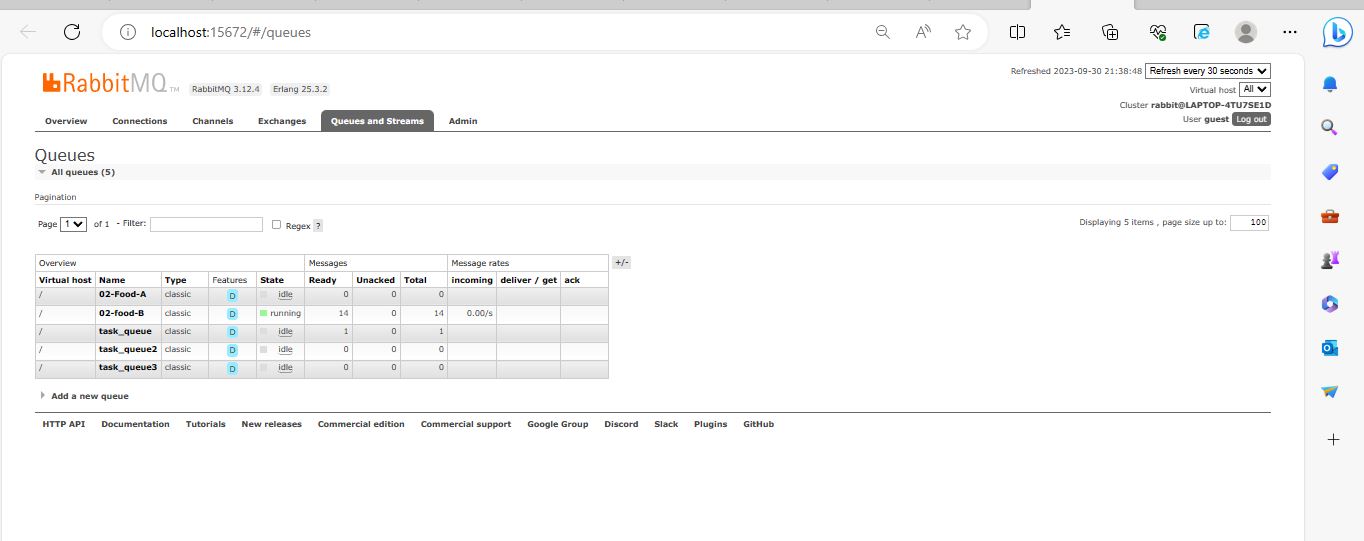 localhost:15672/#/queues
RabbitMQ TM RabbitMQ 3.12.4 Erlang 25.3.2
Refreshed 2023-09-30 21:38:48 Refresh every 30 seconds
Virtual host All
Cluster rabbit@LAPTOP-4TU7SE1D
User guest Log out
Overview Connections Channels Exchanges Queues and Streams Admin
Queues
All queues (5)
Pagination
Page 1 of 1 - Filter: Regex ? Displaying 5 items , page size up to: 100
Overview Messages Message rates +/-
Virtual host Name Type Features State Ready Unacked Total incoming deliver / get ack
/ 02-Food-A classic D idle 0 0 0
/ 02-food-B classic D running 14 0 14 0.00/s
/ task_queue classic D idle 1 0 1
/ task_queue2 classic D idle 0 0 0
/ task_queue3 classic D idle 0 0 0
Add a new queue
HTTP API Documentation Tutorials New releases Commercial edition Commercial support Google Group Discord Slack Plugins GitHub